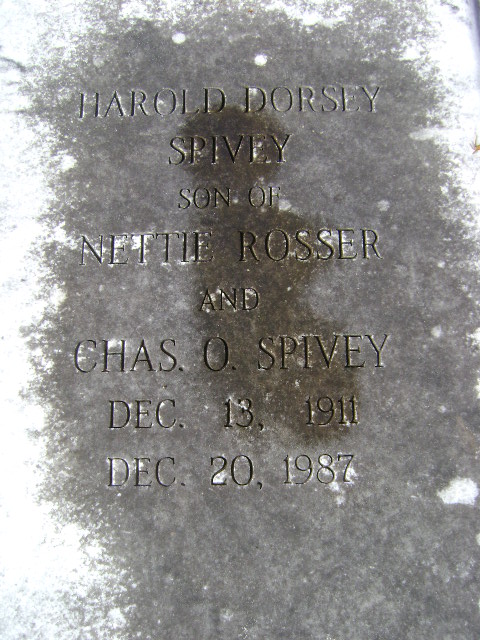 HAROLD DORSEY
SPIVEY
SON OF
NETTIE ROSSER
AND
CHAS. O. SPIVEY
DEC. 13, 1911
DEC. 20, 1987